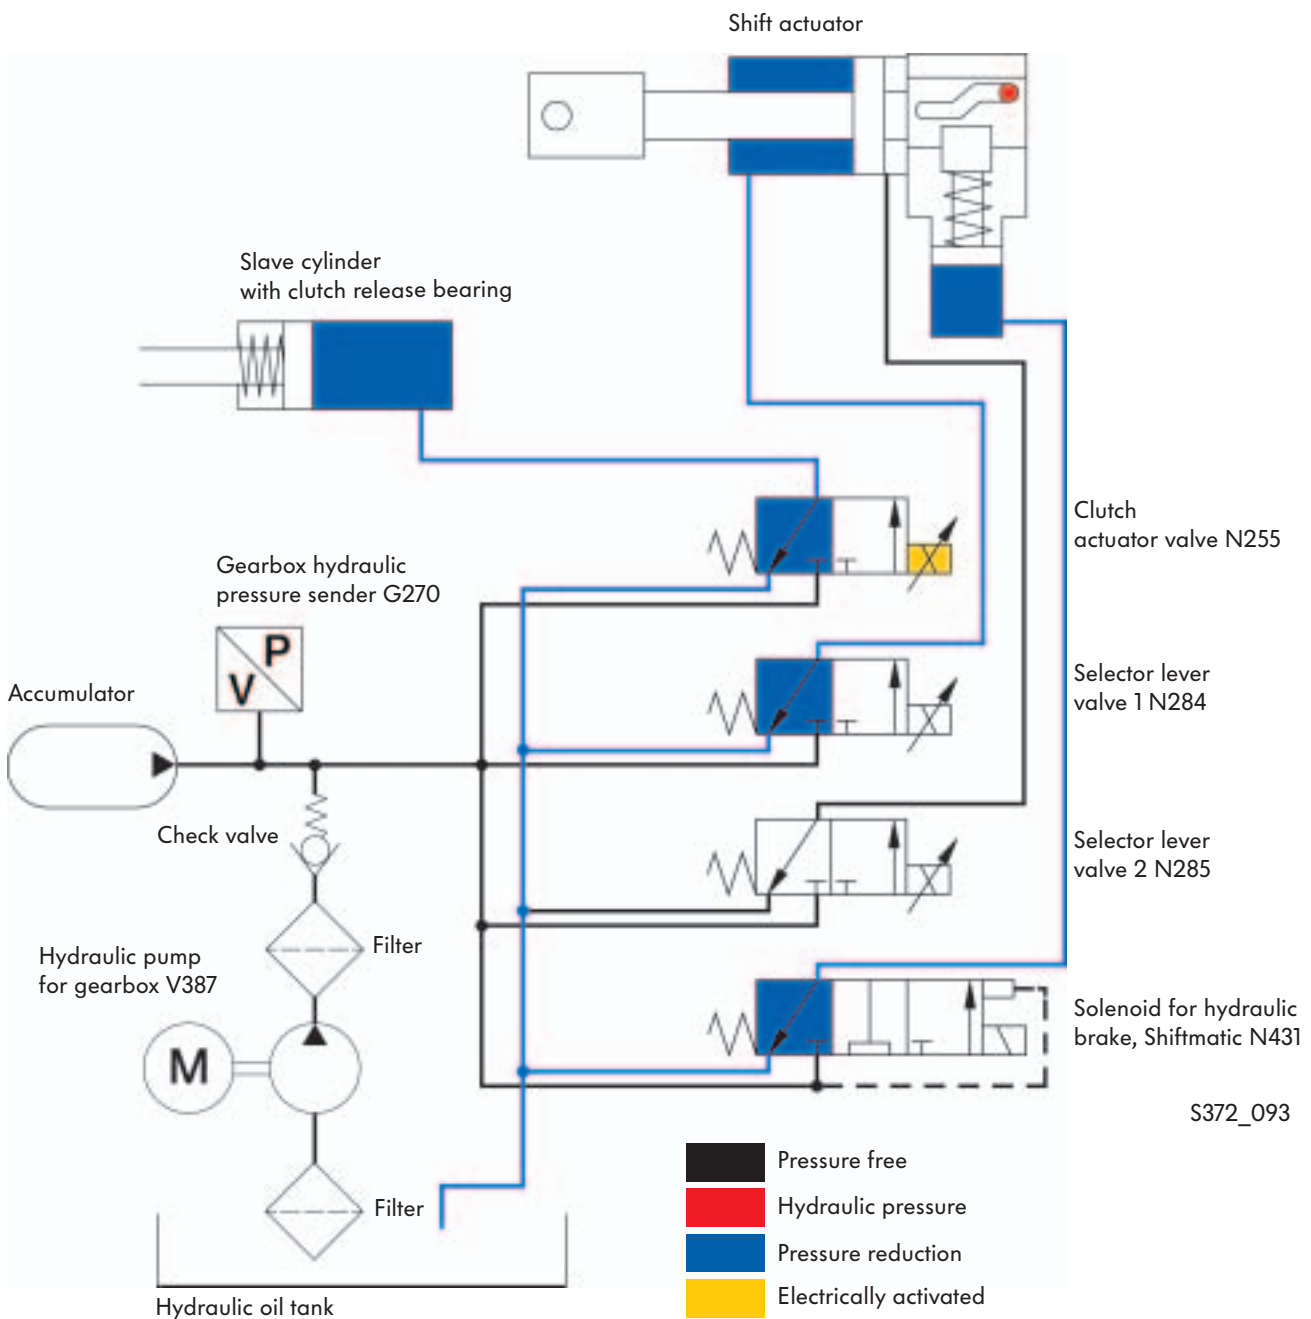 Shift actuator
Slave cylinder
with clutch release bearing
Clutch
actuator valve N255
Gearbox hydraulic
pressure sender G270
P
V
Accumulator
Selector lever
valve 1 N284
Check valve
Selector lever
valve 2 N285
Filter
Hydraulic pump
for gearbox V387
M
Solenoid for hydraulic
brake, Shiftmatic N431
S372_093
Pressure free
Filter
Hydraulic pressure
Pressure reduction
Electrically activated
Hydraulic oil tank